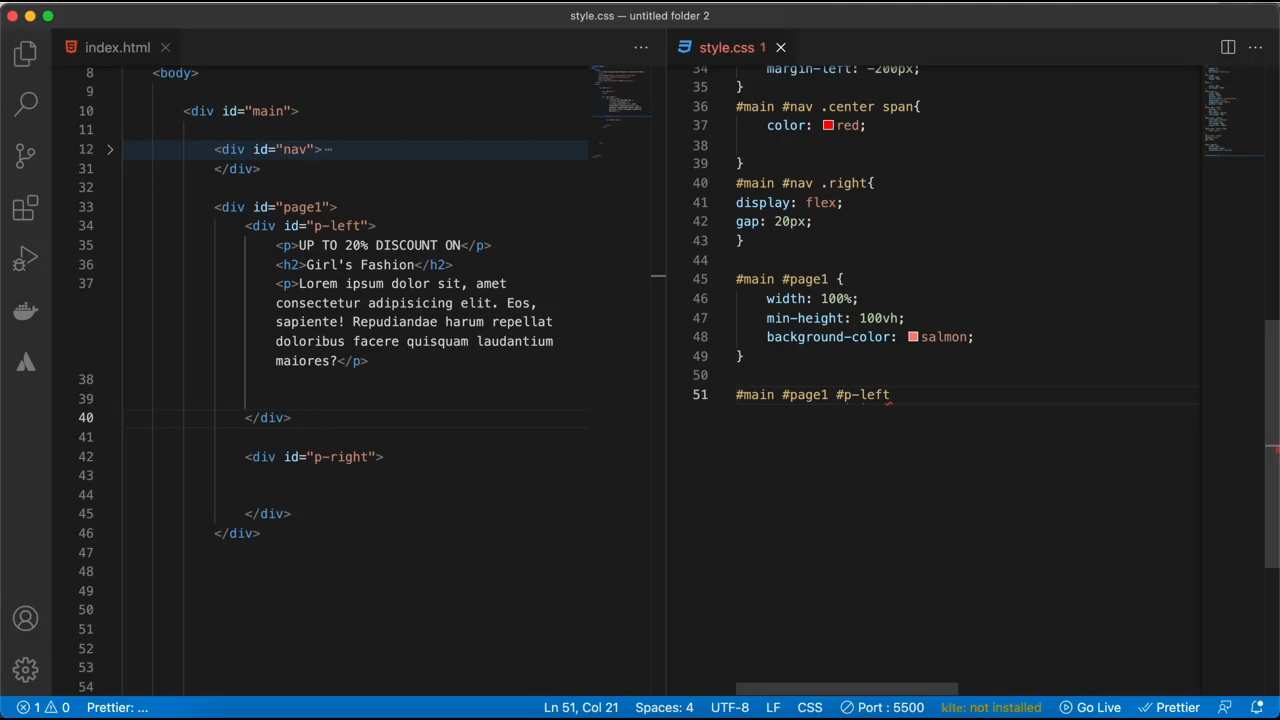 style.css — untitled folder 2
index.html
8 <body>
9
10 <div id="main">
11
12 <div id="nav"> ⋯
31 </div>
32
33 <div id="page1">
34 <div id="p-left">
35 <p>UP TO 20% DISCOUNT ON</p>
36 <h2>Girl's Fashion</h2>
37 <p>Lorem ipsum dolor sit, amet
consectetur adipisicing elit. Eos,
sapiente! Repudiandae harum repellat
doloribus facere quisquam laudantium
maiores?</p>
38
39
40 </div>
41
42 <div id="p-right">
43
44
45 </div>
46 </div>
47
48
49
50
51
52
53
54
style.css 1
34 margin-left: -200px;
35 }
36 #main #nav .center span{
37 color: red;
38
39 }
40 #main #nav .right{
41 display: flex;
42 gap: 20px;
43 }
44
45 #main #page1 {
46 width: 100%;
47 min-height: 100vh;
48 background-color: salmon;
49 }
50
51 #main #page1 #p-left
1 0 Prettier: ... Ln 51, Col 21 Spaces: 4 UTF-8 LF CSS Port : 5500 kite: not installed Go Live Prettier